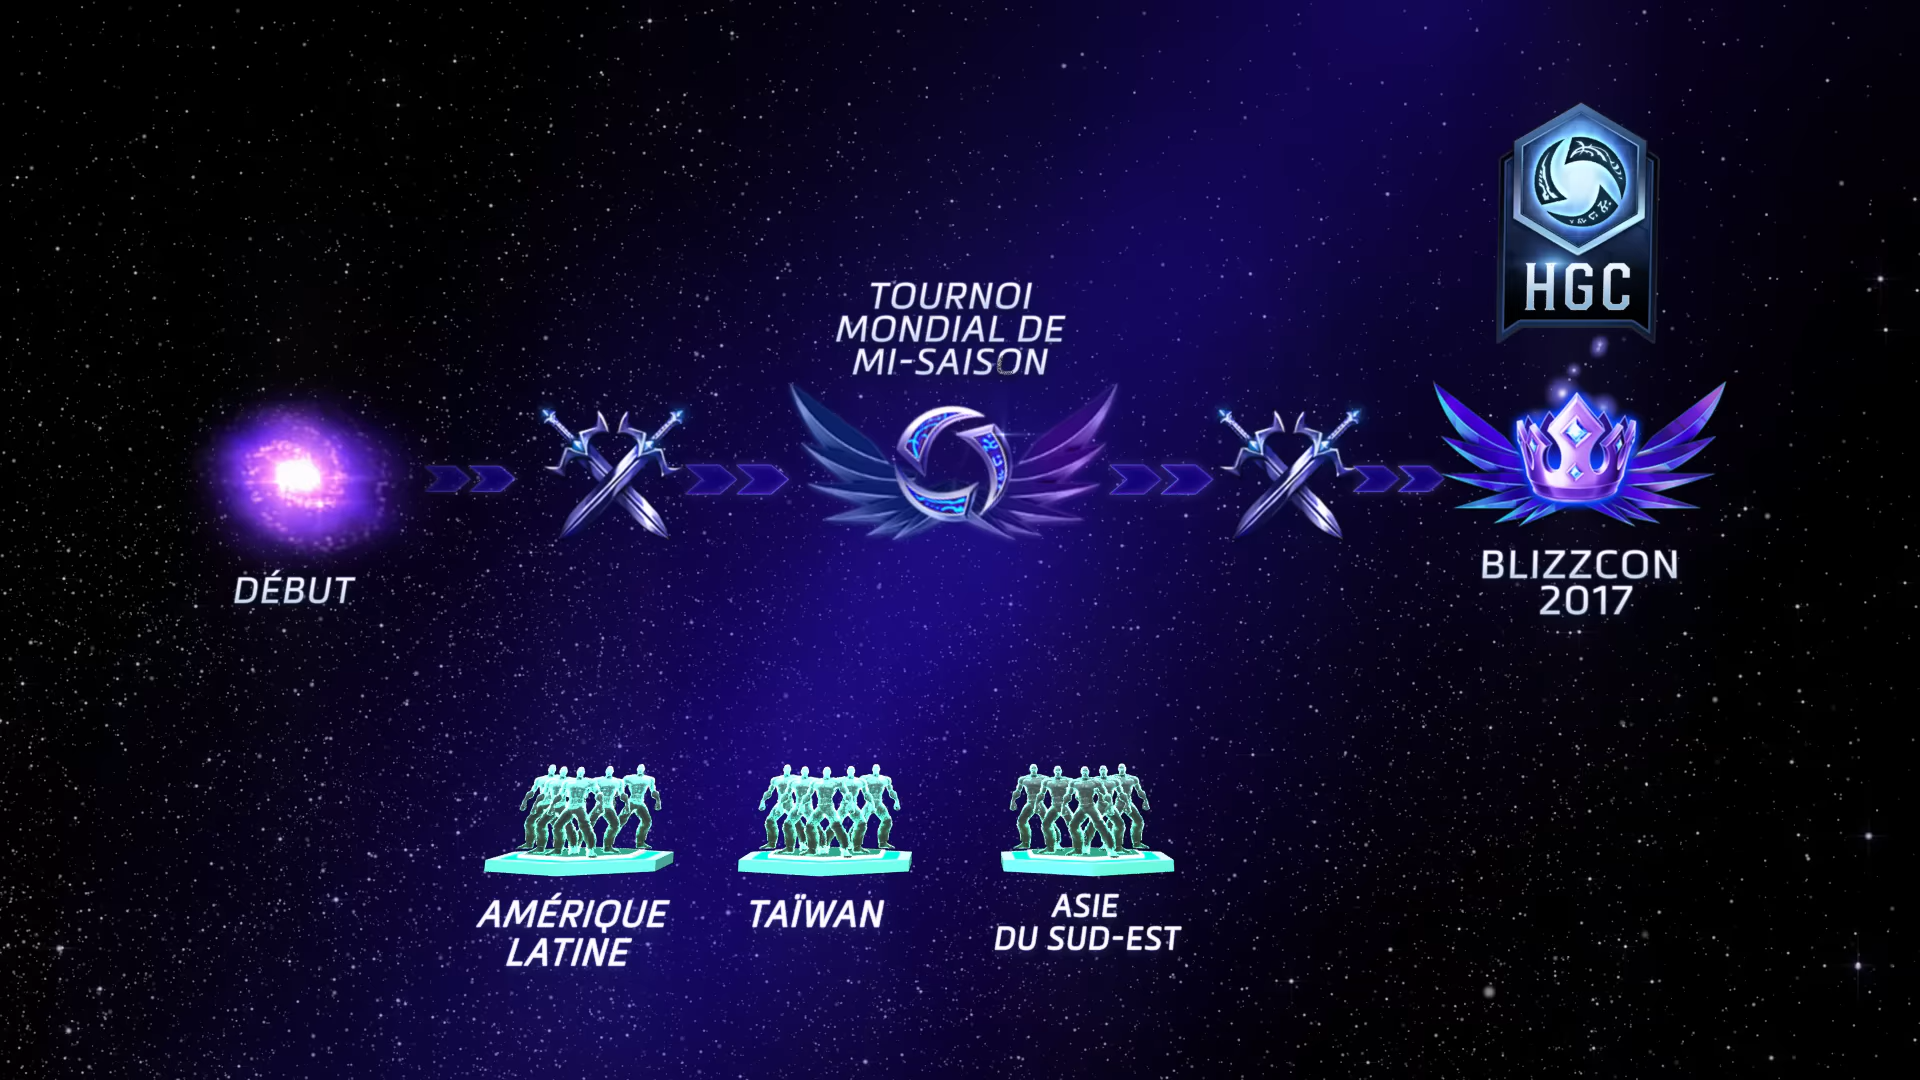 HGC
TOURNOI
MONDIAL DE
MI-SAISON
DÉBUT
BLIZZCON
2017
AMÉRIQUE
LATINE
TAÏWAN
ASIE
DU SUD-EST